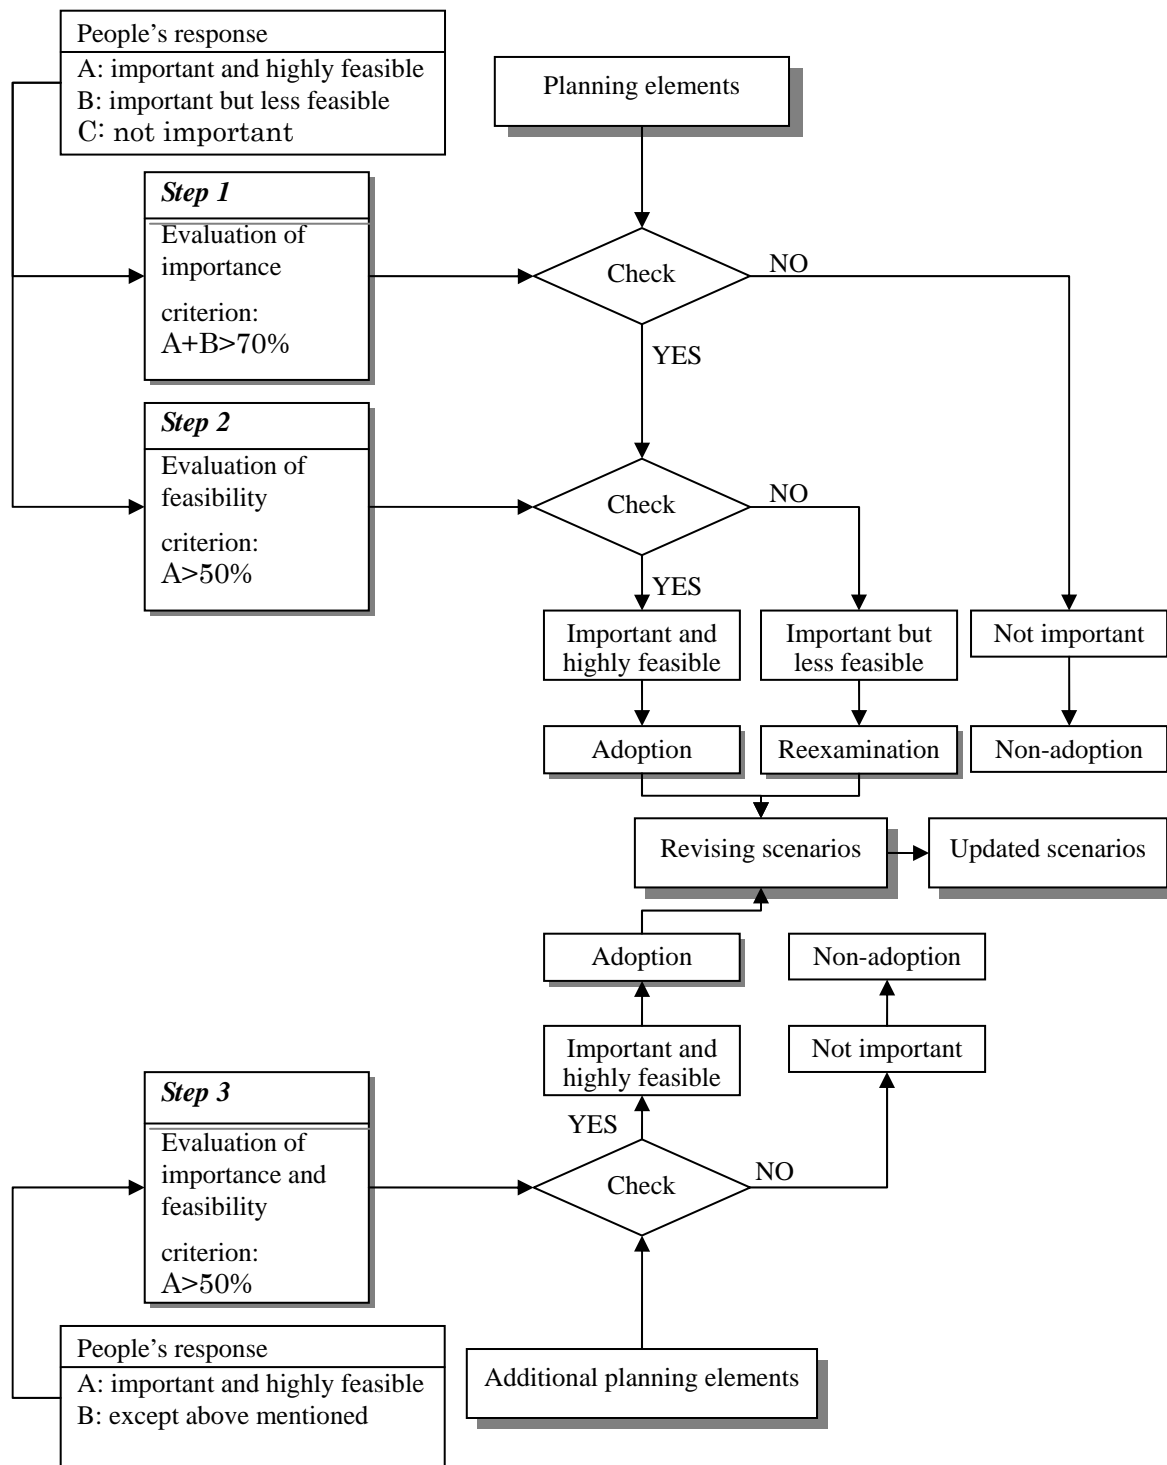 People’s response
A: important and highly feasible
B: important but less feasible
C: not important
Planning elements
Step 1
Evaluation of
importance
criterion:
A+B>70%
Check
NO
YES
Step 2
Evaluation of
feasibility
criterion:
A>50%
Check
NO
YES
Important and
highly feasible
Important but
less feasible
Not important
Adoption
Reexamination
Non-adoption
Revising scenarios
Updated scenarios
Adoption
Non-adoption
Important and
highly feasible
Not important
Step 3
Evaluation of
importance and
feasibility
criterion:
A>50%
YES
Check
NO
People’s response
A: important and highly feasible
B: except above mentioned
Additional planning elements